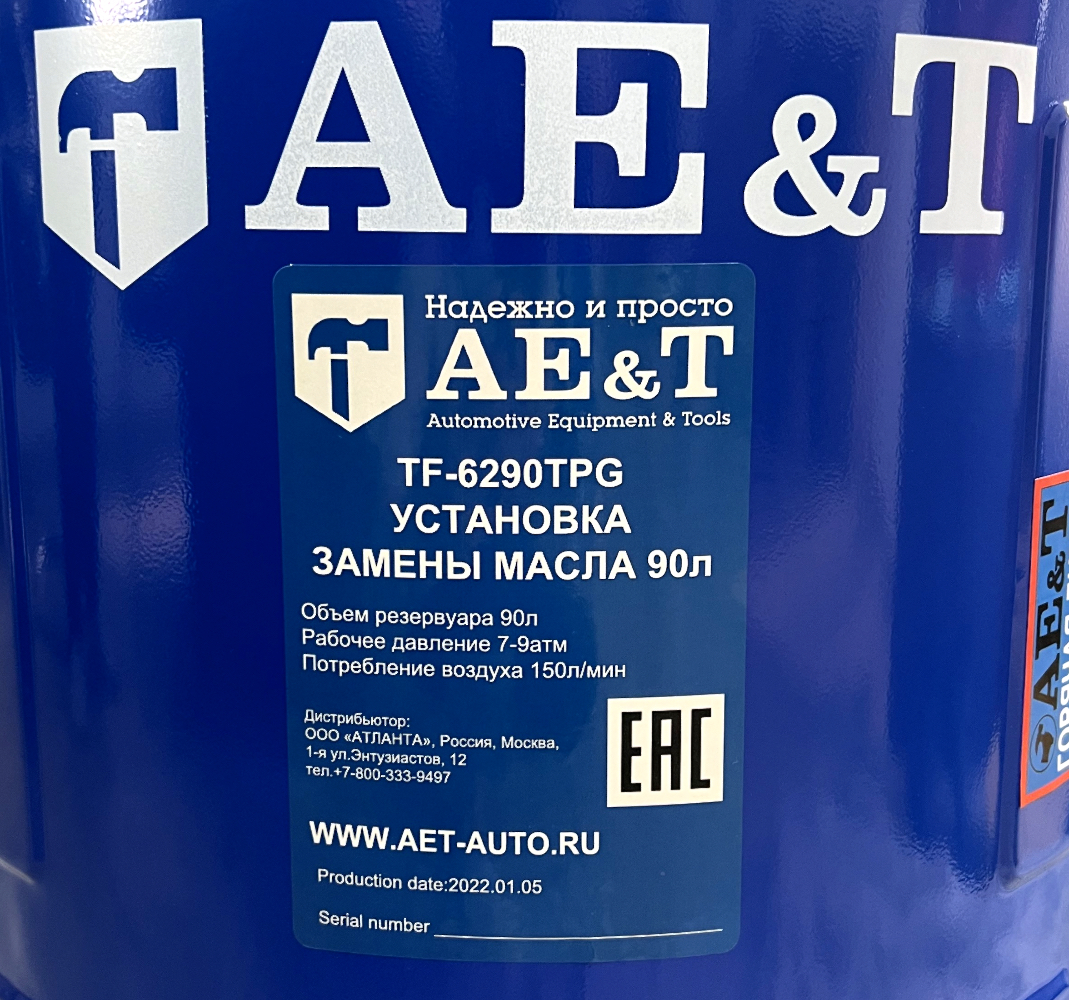 AE&T
Надежно и просто
AE&T
Automotive Equipment & Tools
TF-6290TPG
УСТАНОВКА
ЗАМЕНЫ МАСЛА 90л
Объем резервуара 90л
Рабочее давление 7-9атм
Потребление воздуха 150л/мин
Дистрибьютор:
ООО «АТЛАНТА», Россия, Москва,
1-я ул.Энтузиастов, 12
тел.+7-800-333-9497
EAC
WWW.AET-AUTO.RU
Production date:2022.01.05
Serial number
AE&T